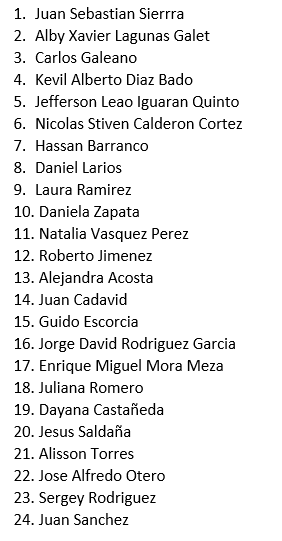 1. Juan Sebastian Sierrra
2. Alby Xavier Lagunas Galet
3. Carlos Galeano
4. Kevil Alberto Diaz Bado
5. Jefferson Leao Iguaran Quinto
6. Nicolas Stiven Calderon Cortez
7. Hassan Barranco
8. Daniel Larios
9. Laura Ramirez
10. Daniela Zapata
11. Natalia Vasquez Perez
12. Roberto Jimenez
13. Alejandra Acosta
14. Juan Cadavid
15. Guido Escorcia
16. Jorge David Rodriguez Garcia
17. Enrique Miguel Mora Meza
18. Juliana Romero
19. Dayana Castañeda
20. Jesus Saldaña
21. Alisson Torres
22. Jose Alfredo Otero
23. Sergey Rodriguez
24. Juan Sanchez